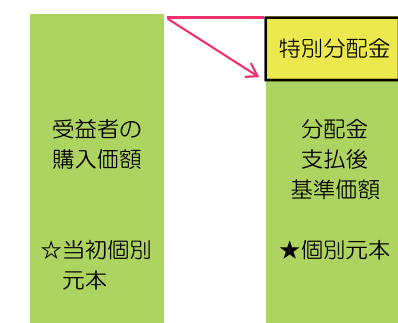 特別分配金
受益者の
購入価額
☆当初個別
元本
分配金
支払後
基準価額
★個別元本